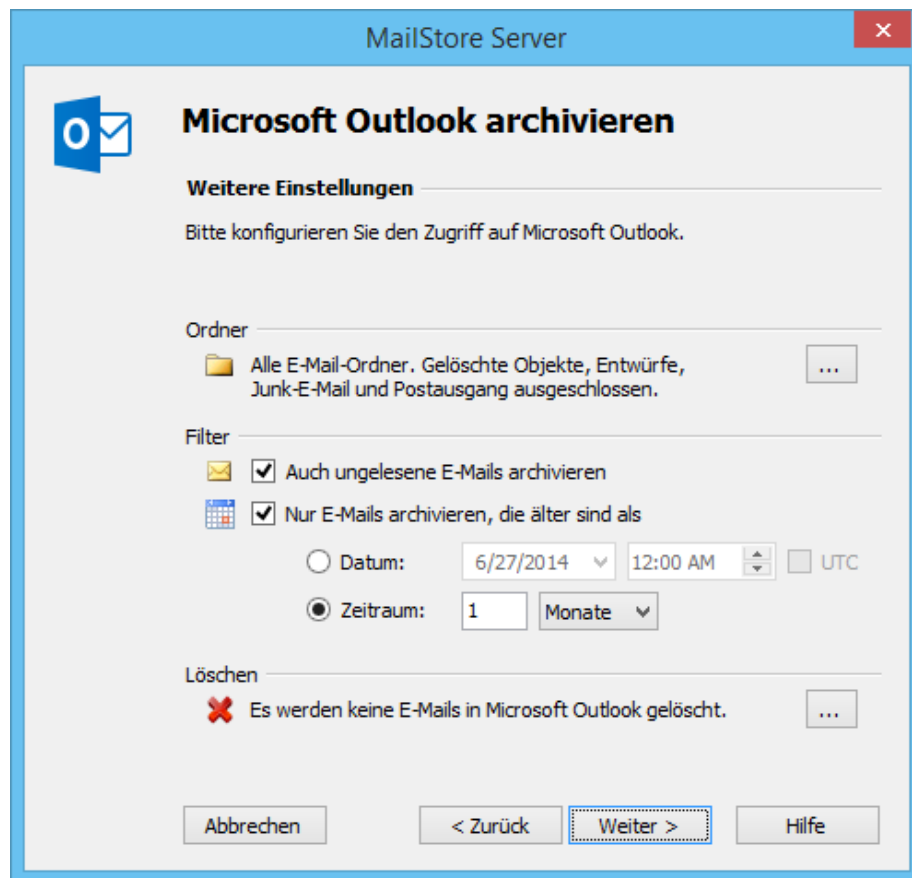 MailStore Server
Microsoft Outlook archivieren
Weitere Einstellungen
Bitte konfigurieren Sie den Zugriff auf Microsoft Outlook.
Ordner
Alle E-Mail-Ordner. Gelöschte Objekte, Entwürfe,
Junk-E-Mail und Postausgang ausgeschlossen.
...
Filter
Auch ungelesene E-Mails archivieren
Nur E-Mails archivieren, die älter sind als
Datum: 6/27/2014 12:00 AM UTC
Zeitraum: 1 Monate
Löschen
Es werden keine E-Mails in Microsoft Outlook gelöscht. ...
Abbrechen < Zurück Weiter > Hilfe